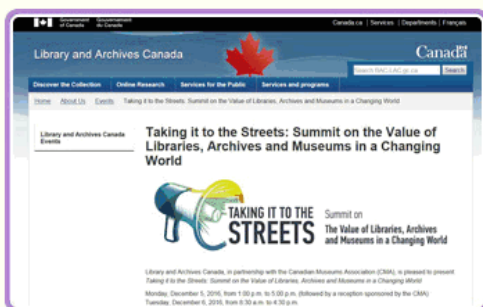 Government of Canada Gouvernement du Canada Canada.ca | Services | Departments | Français
Library and Archives Canada Canada
Search BAC-LAC.gc.ca Search
Discover the Collection Online Research Services for the Public Services and programs
Home About Us Events Taking it to the Streets: Summit on the Value of Libraries, Archives and Museums in a Changing World
Library and Archives Canada
Events
Taking it to the Streets: Summit on the Value of
Libraries, Archives and Museums in a Changing
World
TAKING IT TO THE Summit on
STREETS The Value of Libraries, Archives
and Museums in a Changing World
Library and Archives Canada, in partnership with the Canadian Museums Association (CMA), is pleased to present
Taking it to the Streets: Summit on the Value of Libraries, Archives and Museums in a Changing World
Monday, December 5, 2016, from 1:00 p.m. to 5:00 p.m. (followed by a reception sponsored by the CMA)
Tuesday, December 6, 2016, from 8:30 a.m. to 4:30 p.m.